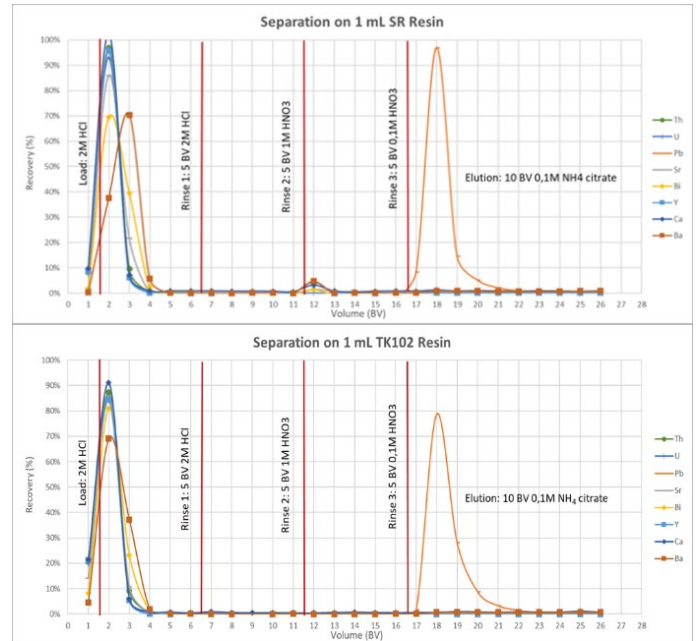 Separation on 1 mL SR Resin
100%
90%
80%
70%
60%
50%
40%
30%
20%
10%
0%
Recovery (%)
Load: 2M HCl
Rinse 1: 5 BV 2M HCl
Rinse 2: 5 BV 1M HNO3
Rinse 3: 5 BV 0,1M HNO3
Elution: 10 BV 0,1M NH4 citrate
0 1 2 3 4 5 6 7 8 9 10 11 12 13 14 15 16 17 18 19 20 21 22 23 24 25 26 27 28
Volume (BV)
Th
U
Pb
Sr
Bi
Y
Ca
Ba
Separation on 1 mL TK102 Resin
100%
90%
80%
70%
60%
50%
40%
30%
20%
10%
0%
Recovery (%)
Load: 2M HCl
Rinse 1: 5 BV 2M HCl
Rinse 2: 5 BV 1M HNO3
Rinse 3: 5 BV 0,1M HNO3
Elution: 10 BV 0,1M NH₄ citrate
0 1 2 3 4 5 6 7 8 9 10 11 12 13 14 15 16 17 18 19 20 21 22 23 24 25 26 27 28
Volume (BV)
Th
U
Pb
Sr
Bi
Y
Ca
Ba